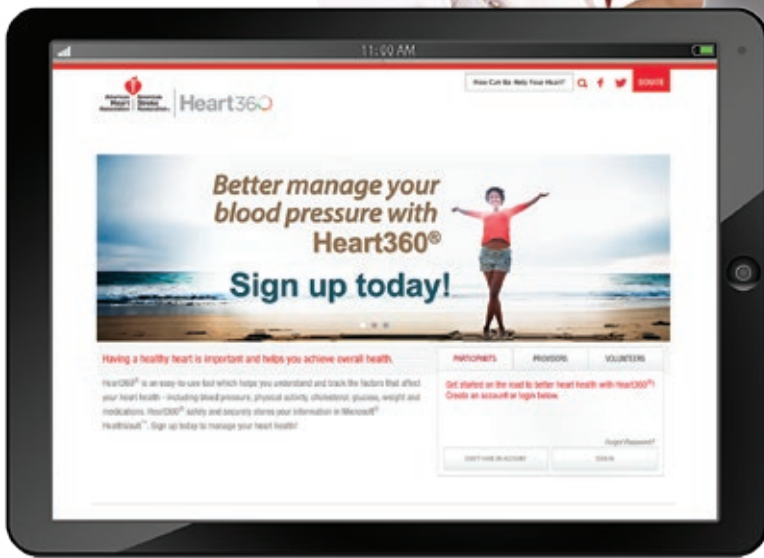 11:00 AM
American Heart Association
American Stroke Association
Heart360
How Can We Help Your Heart?
DONATE
Better manage your
blood pressure with
Heart360®
Sign up today!
Having a healthy heart is important and helps you achieve overall health.
Heart360® is an easy-to-use tool which helps you understand and track the factors that affect
your heart health - including blood pressure, physical activity, cholesterol, glucose, weight and
medications. Heart360® safely and securely stores your information in Microsoft®
HealthVault™. Sign up today to manage your heart health!
PARTICIPANTS PROVIDERS VOLUNTEERS
Get started on the road to better heart health with Heart360®!
Create an account or login below.
Forgot Password?
DON'T HAVE AN ACCOUNT SIGN IN